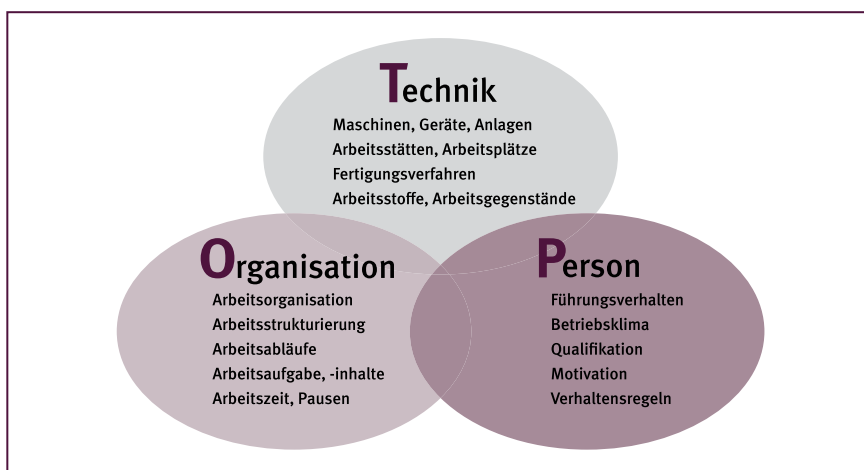 Technik
Maschinen, Geräte, Anlagen
Arbeitsstätten, Arbeitsplätze
Fertigungsverfahren
Arbeitsstoffe, Arbeitsgegenstände
Organisation
Arbeitsorganisation
Arbeitsstrukturierung
Arbeitsabläufe
Arbeitsaufgabe, -inhalte
Arbeitszeit, Pausen
Person
Führungsverhalten
Betriebsklima
Qualifikation
Motivation
Verhaltensregeln